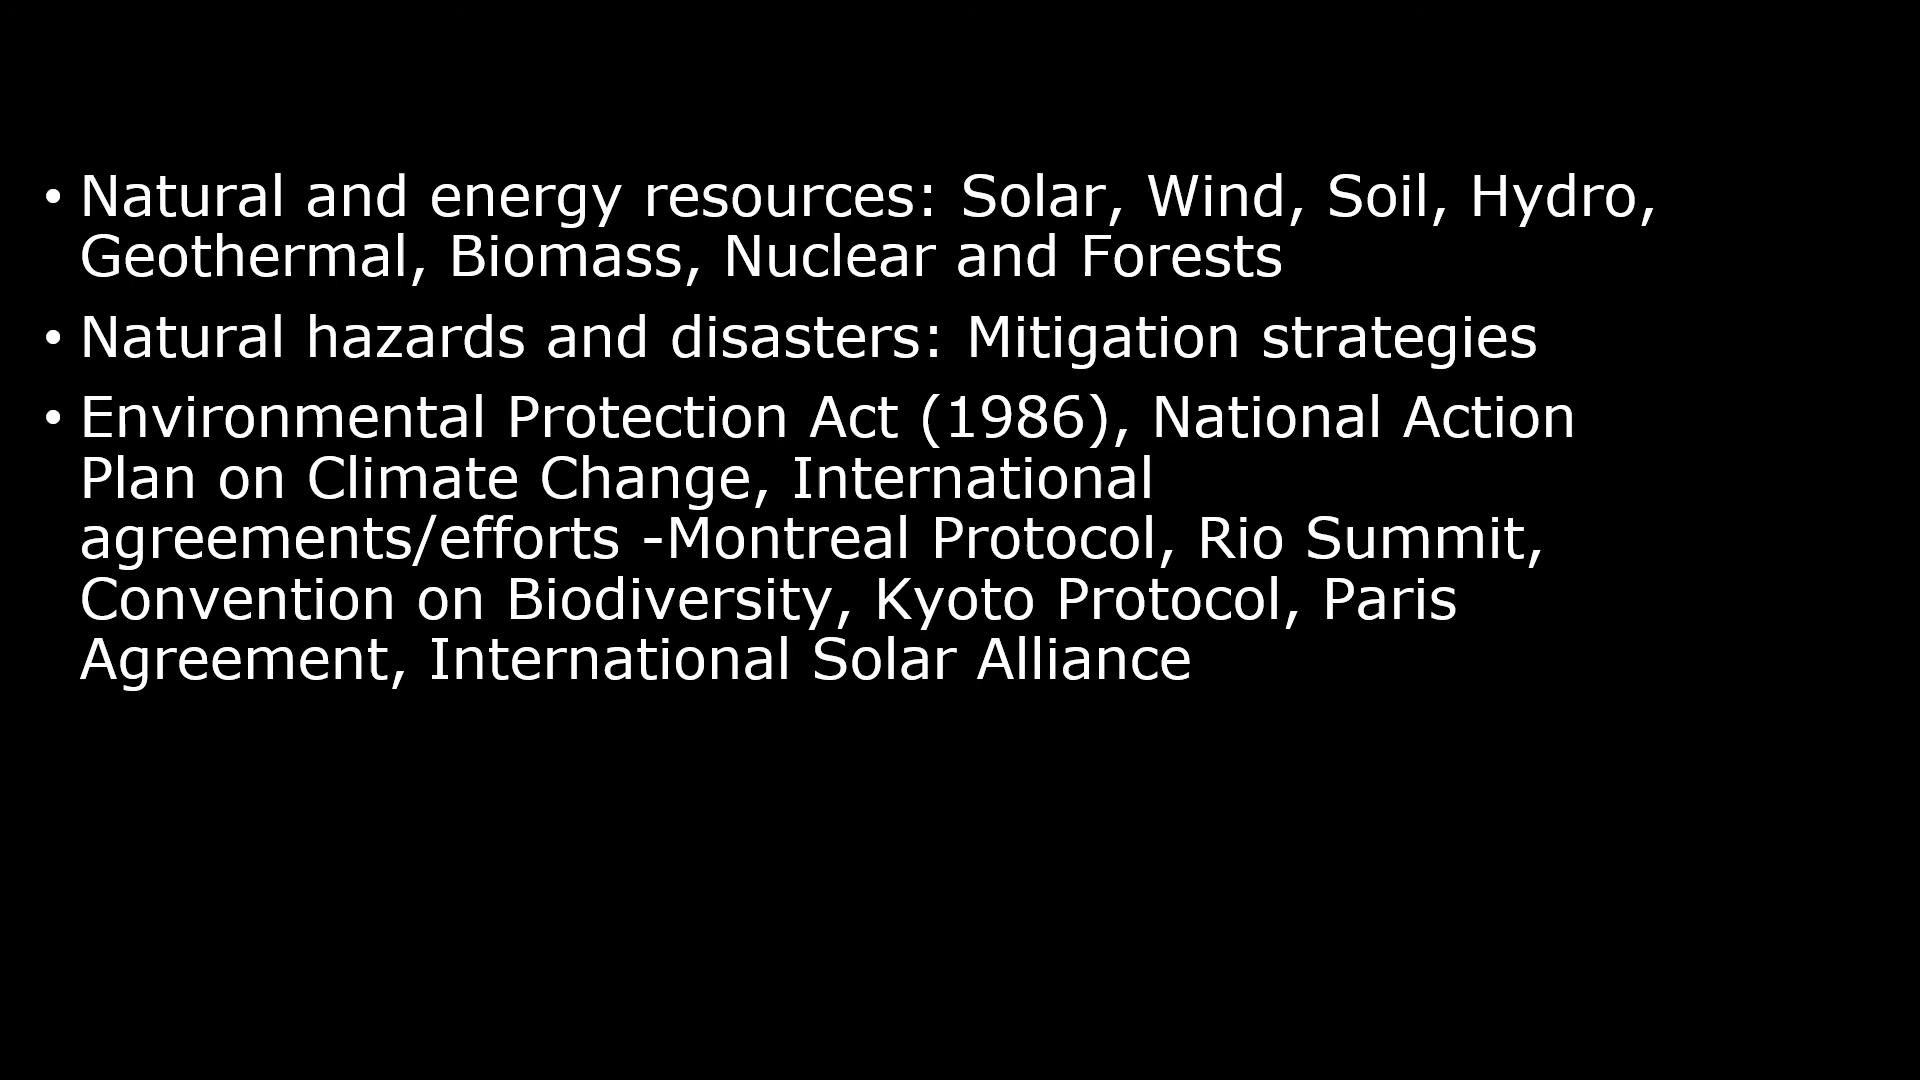 • Natural and energy resources: Solar, Wind, Soil, Hydro,
Geothermal, Biomass, Nuclear and Forests
• Natural hazards and disasters: Mitigation strategies
• Environmental Protection Act (1986), National Action
Plan on Climate Change, International
agreements/efforts -Montreal Protocol, Rio Summit,
Convention on Biodiversity, Kyoto Protocol, Paris
Agreement, International Solar Alliance